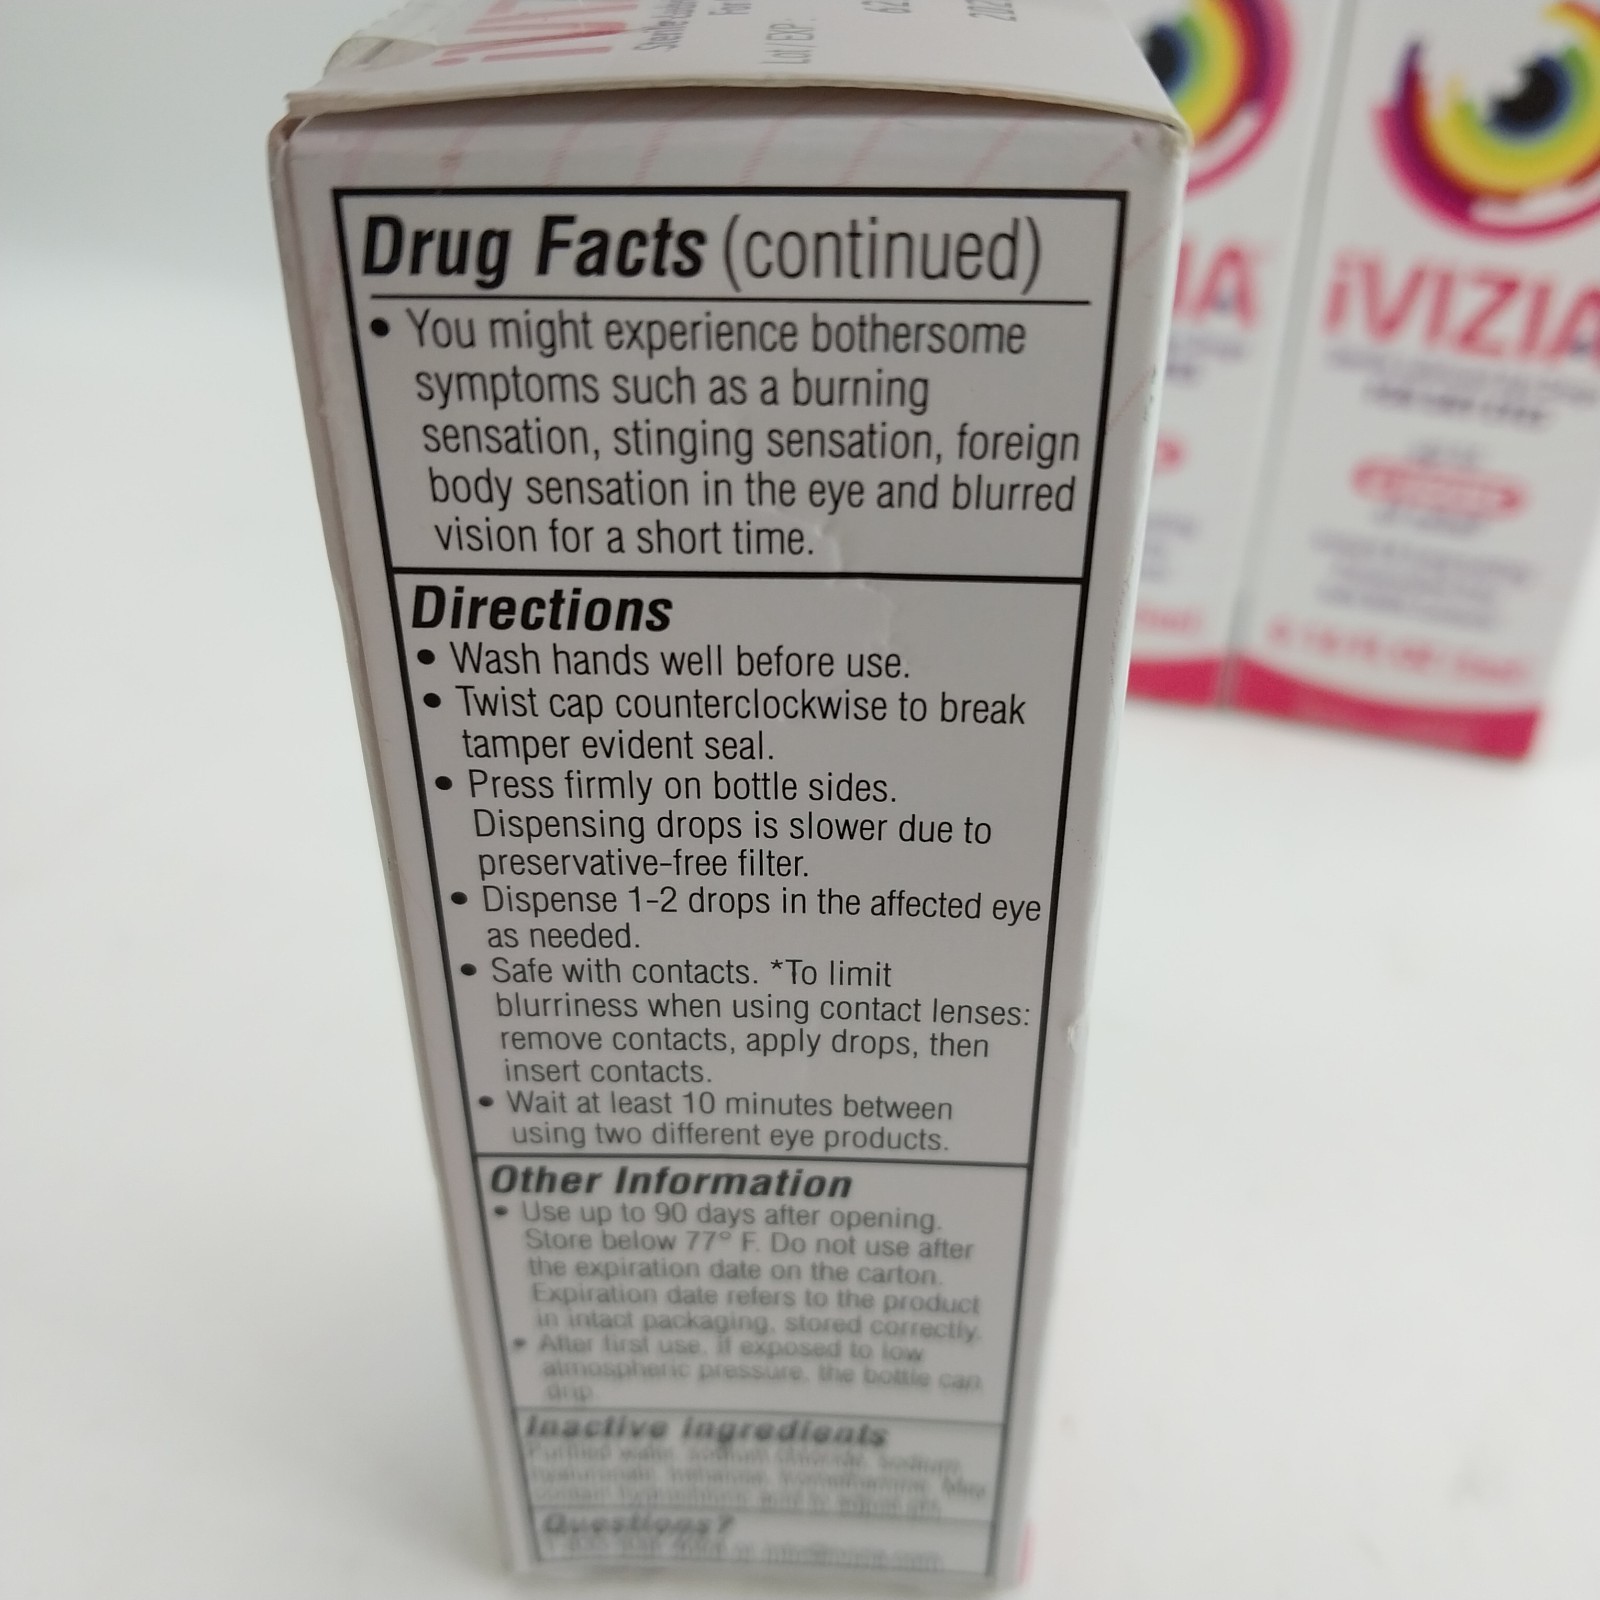 Lot / EXP:
Drug Facts (continued)
• You might experience bothersome
symptoms such as a burning
sensation, stinging sensation, foreign
body sensation in the eye and blurred
vision for a short time.
Directions
• Wash hands well before use.
• Twist cap counterclockwise to break
tamper evident seal.
• Press firmly on bottle sides.
Dispensing drops is slower due to
preservative-free filter.
• Dispense 1-2 drops in the affected eye
as needed.
• Safe with contacts. *To limit
blurriness when using contact lenses:
remove contacts, apply drops, then
insert contacts.
• Wait at least 10 minutes between
using two different eye products.
Other Information
• Use up to 90 days after opening.
Store below 77° F. Do not use after
the expiration date on the carton.
Expiration date refers to the product
in intact packaging, stored correctly.
• After first use, if exposed to low
atmospheric pressure, the bottle can
drip.
Inactive ingredients
Purified water, sodium chloride, sodium
Questions?
iVIZIA